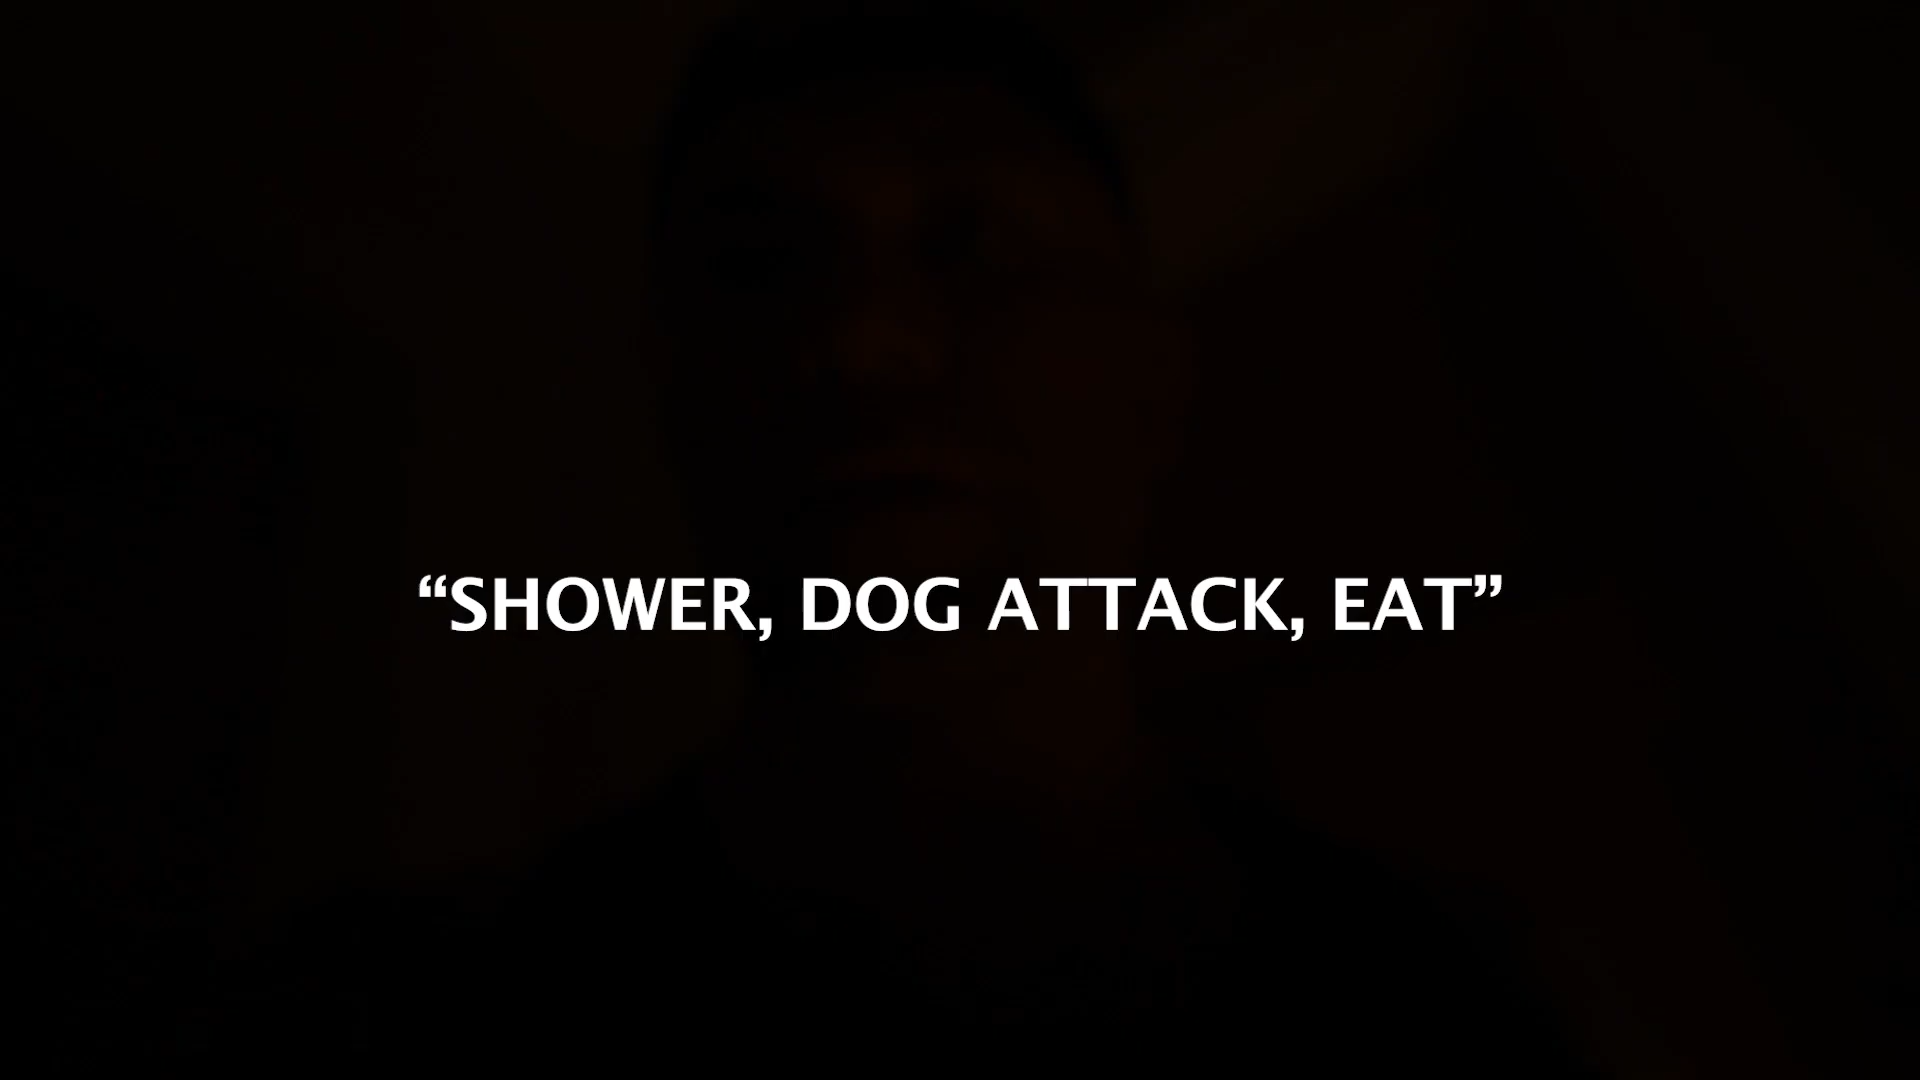 “SHOWER, DOG ATTACK, EAT”